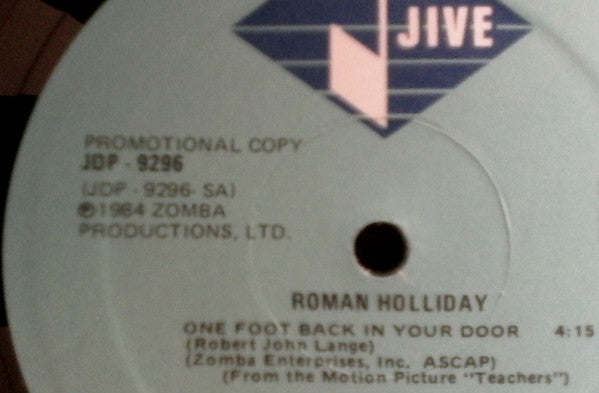 JIVE
PROMOTIONAL COPY
JDP - 9296
(JDP - 9296 - SA)
Ⓟ1984 ZOMBA
PRODUCTIONS, LTD.
ROMAN HOLLIDAY
ONE FOOT BACK IN YOUR DOOR 4:15
(Robert John Lange)
(Zomba Enterprises, Inc. ASCAP)
(From the Motion Picture "Teachers")